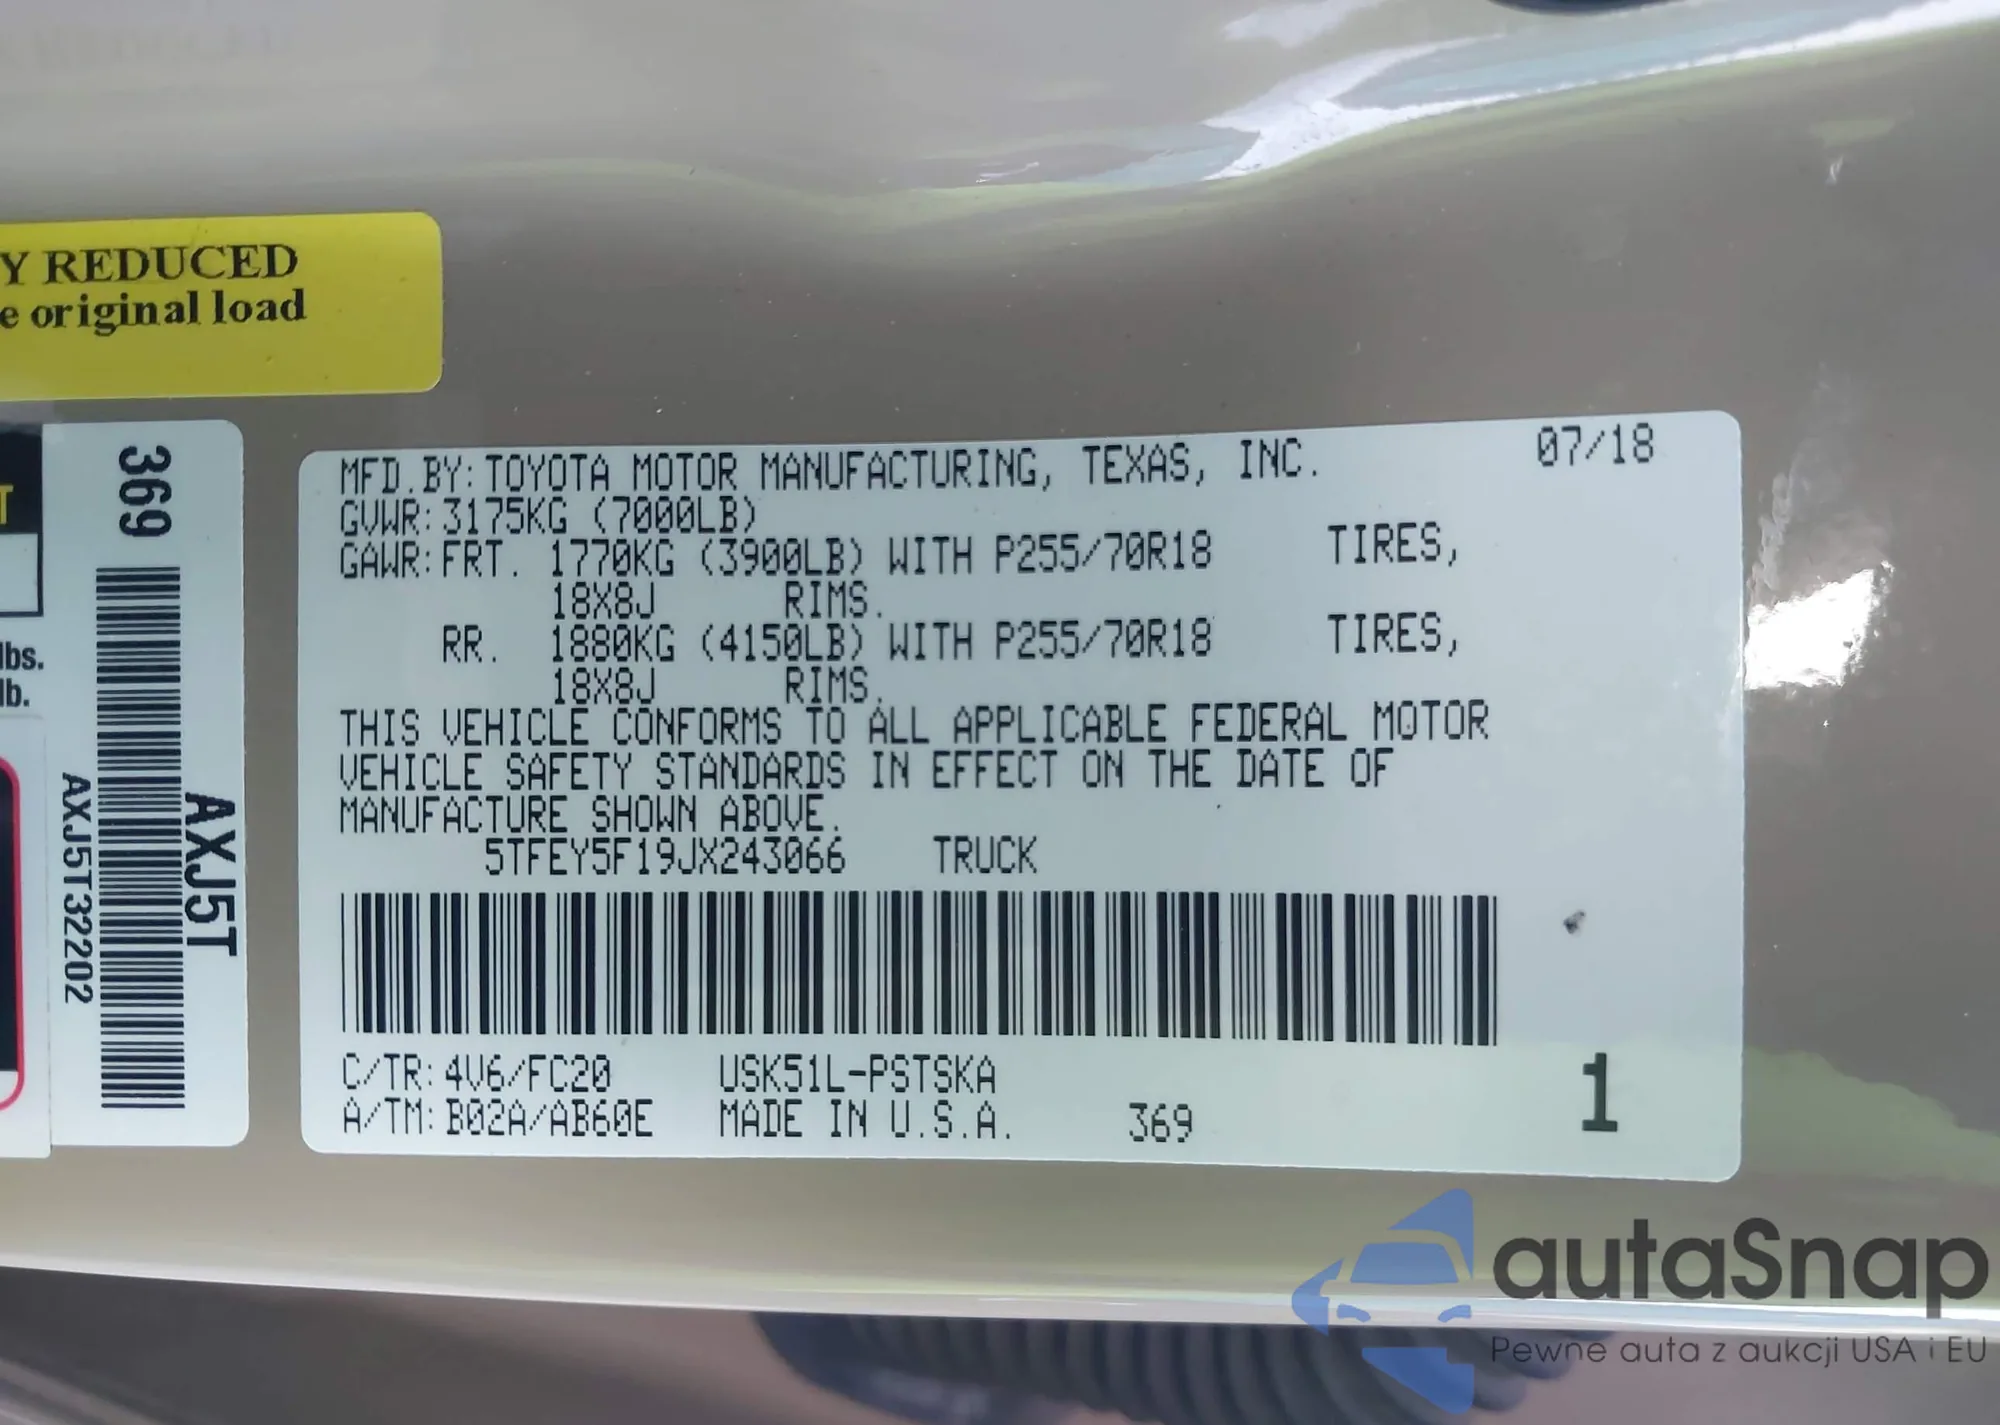 Y REDUCED
e original load
369
T
lbs.
lb.
AXJ5T32202
AXJ5T
MFD.BY:TOYOTA MOTOR MANUFACTURING, TEXAS, INC. 07/18
GVWR:3175KG (7000LB)
GAWR:FRT. 1770KG (3900LB) WITH P255/70R18 TIRES,
18X8J RIMS.
RR. 1880KG (4150LB) WITH P255/70R18 TIRES,
18X8J RIMS.
THIS VEHICLE CONFORMS TO ALL APPLICABLE FEDERAL MOTOR
VEHICLE SAFETY STANDARDS IN EFFECT ON THE DATE OF
MANUFACTURE SHOWN ABOVE.
5TFEY5F19JX243066 TRUCK
C/TR:4V6/FC20 USK51L-PSTSKA
A/TM:B02A/AB60E MADE IN U.S.A. 369 1
autaSnap
Pewne auta z aukcji USA i EU